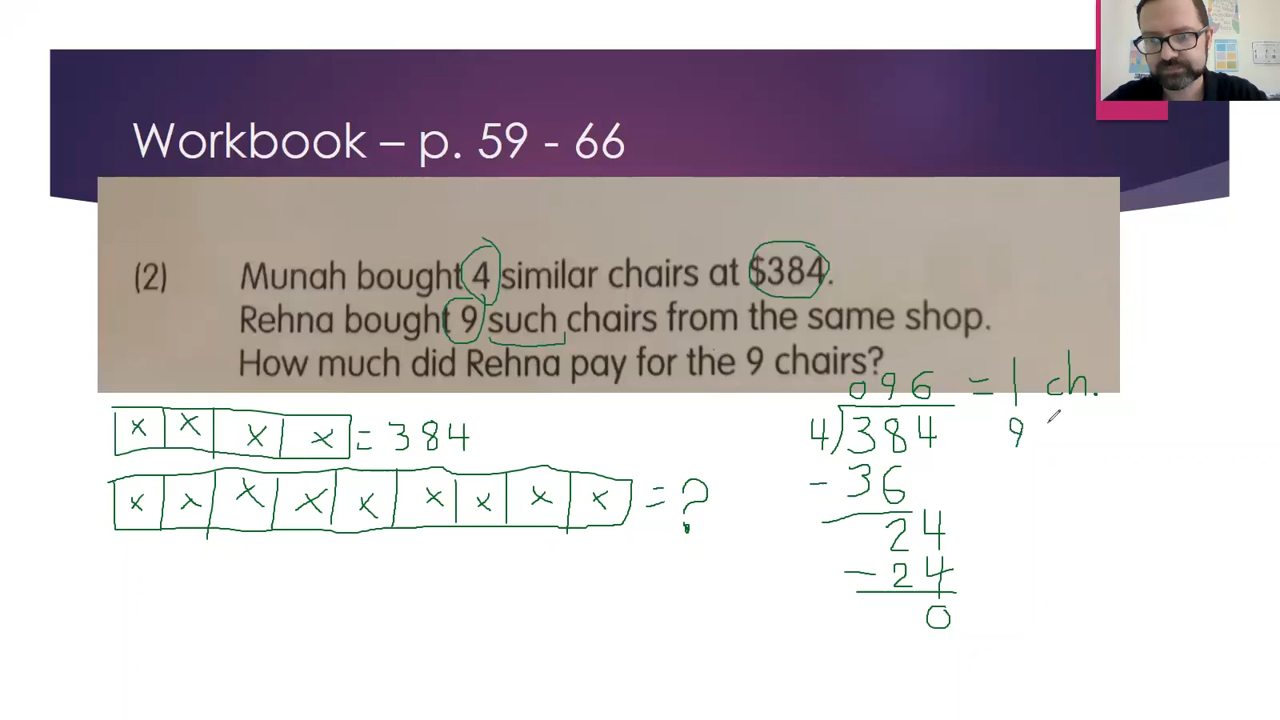 Workbook – p. 59 - 66
(2) Munah bought 4 similar chairs at $384.
Rehna bought 9 such chairs from the same shop.
How much did Rehna pay for the 9 chairs?
x x x x = 384
x x x x x x x x x = ?
096 = 1 ch.
4)384 9
- 36
24
- 24
0